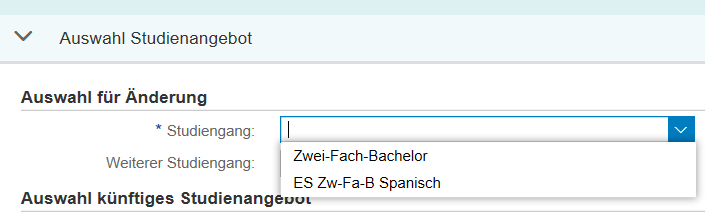 Auswahl Studienangebot
Auswahl für Änderung
* Studiengang:
Weiterer Studiengang:
Zwei-Fach-Bachelor
ES Zw-Fa-B Spanisch
Auswahl künftiges Studienangebot